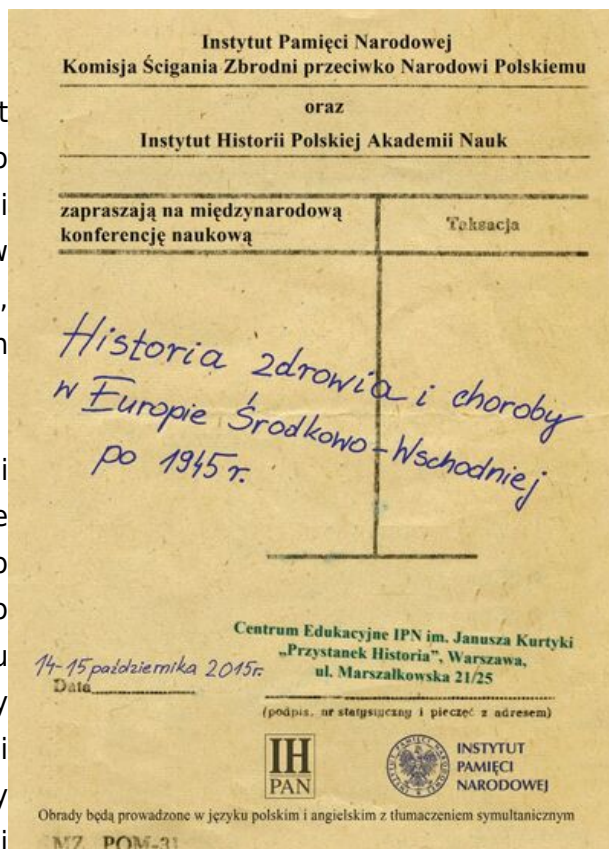 Instytut Pamięci Narodowej
Komisja Ścigania Zbrodni przeciwko Narodowi Polskiemu
oraz
Instytut Historii Polskiej Akademii Nauk
zapraszają na międzynarodową
konferencję naukową
Taksacja
Historia zdrowia i choroby
w Europie Środkowo-Wschodniej
po 1945 r.
Centrum Edukacyjne IPN im. Janusza Kurtyki
„Przystanek Historia”, Warszawa,
ul. Marszałkowska 21/25
14-15 października 2015r.
Data
(podpis, nr statystyczny i pieczęć z adresem)
IH
PAN
INSTYTUT
PAMIĘCI
NARODOWEJ
Obrady będą prowadzone w języku polskim i angielskim z tłumaczeniem symultanicznym
MZ POM-31